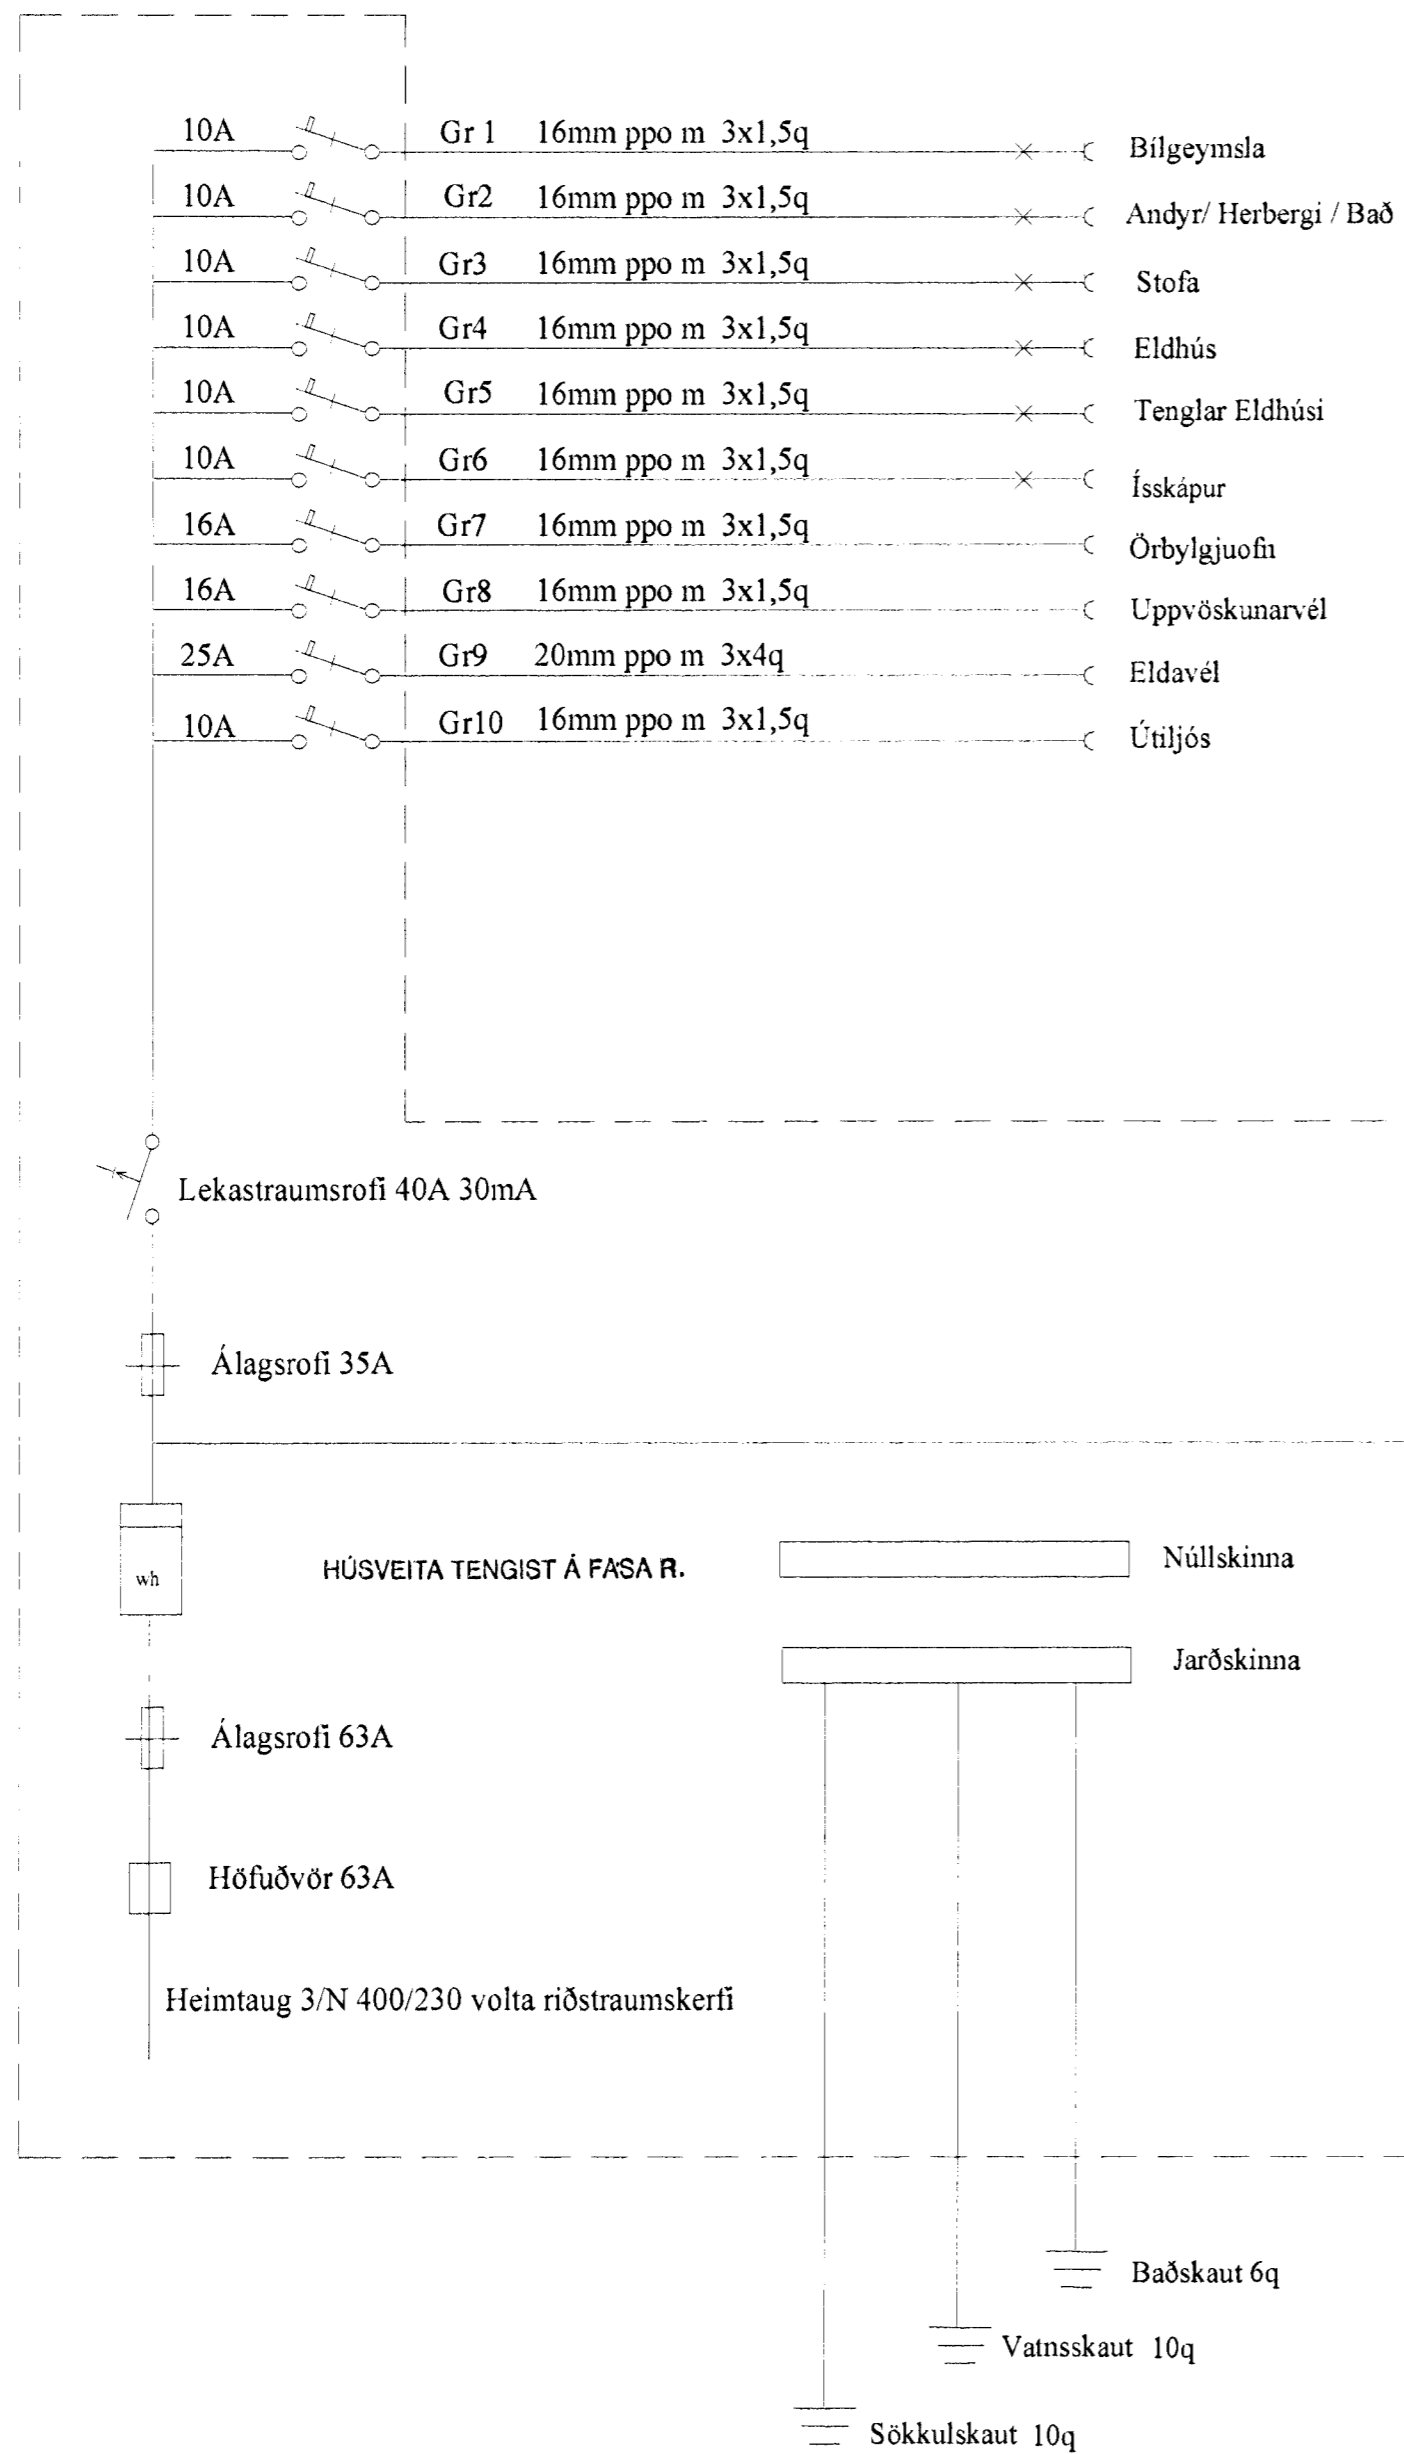 10A Gr 1 16mm ppo m 3x1,5q Bílgeymsla
10A Gr2 16mm ppo m 3x1,5q Andyr/ Herbergi / Bað
10A Gr3 16mm ppo m 3x1,5q Stofa
10A Gr4 16mm ppo m 3x1,5q Eldhús
10A Gr5 16mm ppo m 3x1,5q Tenglar Eldhúsi
10A Gr6 16mm ppo m 3x1,5q Ísskápur
16A Gr7 16mm ppo m 3x1,5q Örbylgjuofn
16A Gr8 16mm ppo m 3x1,5q Uppvöskunarvél
25A Gr9 20mm ppo m 3x4q Eldavél
10A Gr10 16mm ppo m 3x1,5q Útiljós
Lekastraumsrofi 40A 30mA
Álagsrofi 35A
wh
HÚSVEITA TENGIST Á FASA R.
Núllskinna
Jarðskinna
Álagsrofi 63A
Höfuðvör 63A
Heimtaug 3/N 400/230 volta riðstraumskerfi
Baðskaut 6q
Vatnsskaut 10q
Sökkulskaut 10q